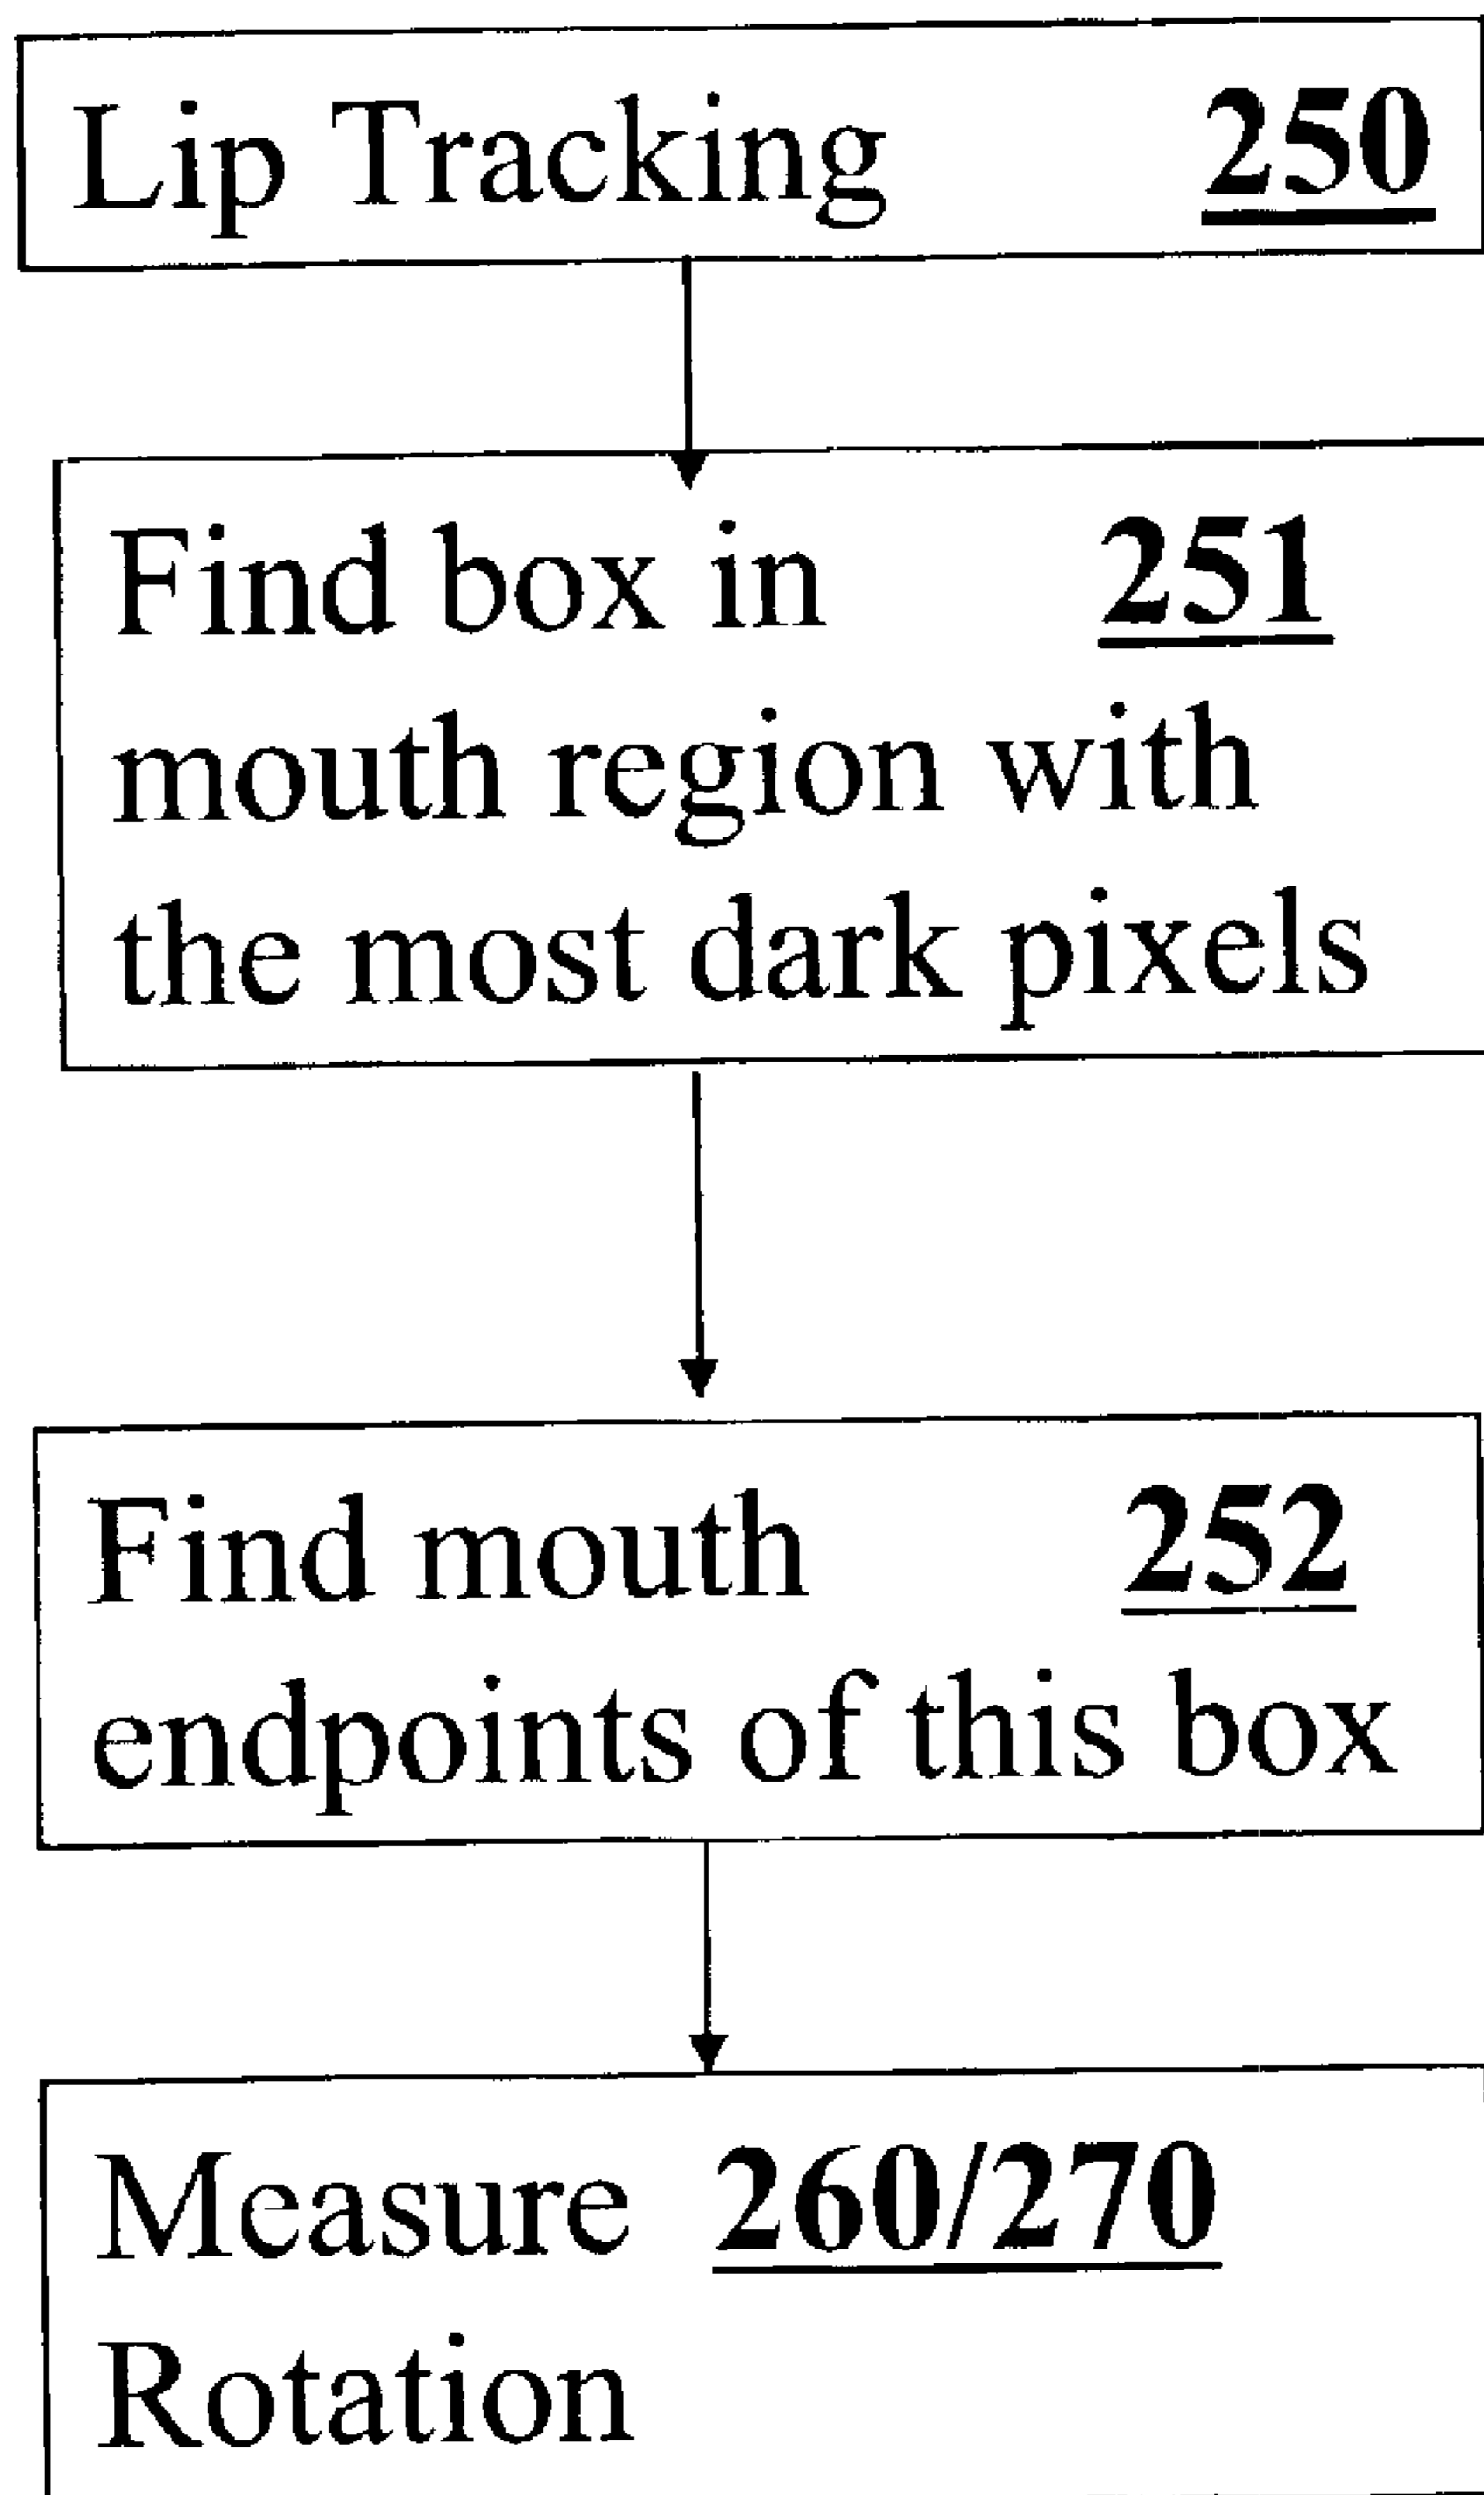 Lip Tracking 250
Find box in 251
mouth region with
the most dark pixels
Find mouth 252
endpoints of this box
Measure 260/270
Rotation